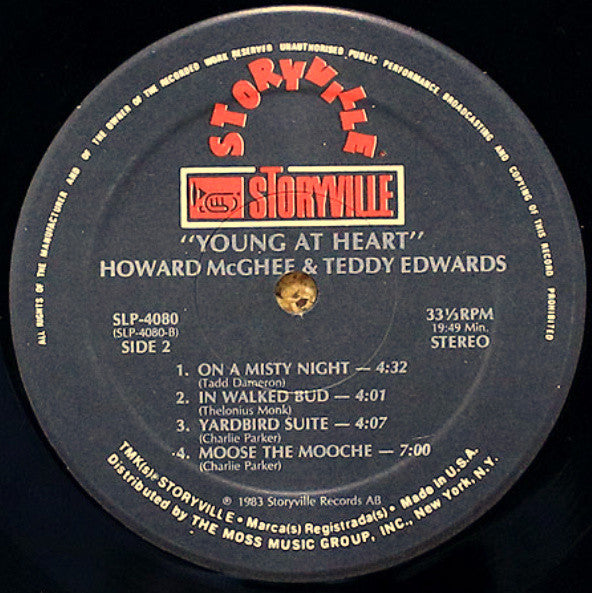 ALL RIGHTS OF THE MANUFACTURER AND OF THE OWNER OF THE RECORDED WORK RESERVED UNAUTHORISED PUBLIC PERFORMANCE, BROADCASTING AND COPYING OF THIS RECORD PROHIBITED
STORYVILLE
STORYVILLE
"YOUNG AT HEART"
HOWARD McGHEE & TEDDY EDWARDS
SLP-4080
(SLP-4080-B)
SIDE 2
33⅓RPM
19:49 Min.
STEREO
1. ON A MISTY NIGHT — 4:32
(Tadd Dameron)
2. IN WALKED BUD — 4:01
(Thelonius Monk)
3. YARDBIRD SUITE — 4:07
(Charlie Parker)
4. MOOSE THE MOOCHE — 7:00
(Charlie Parker)
℗ 1983 Storyville Records AB
TMK(s)® STORYVILLE • Marca(s) Registrada(s) • Made in U.S.A.
Distributed by THE MOSS MUSIC GROUP, INC., New York, N.Y.